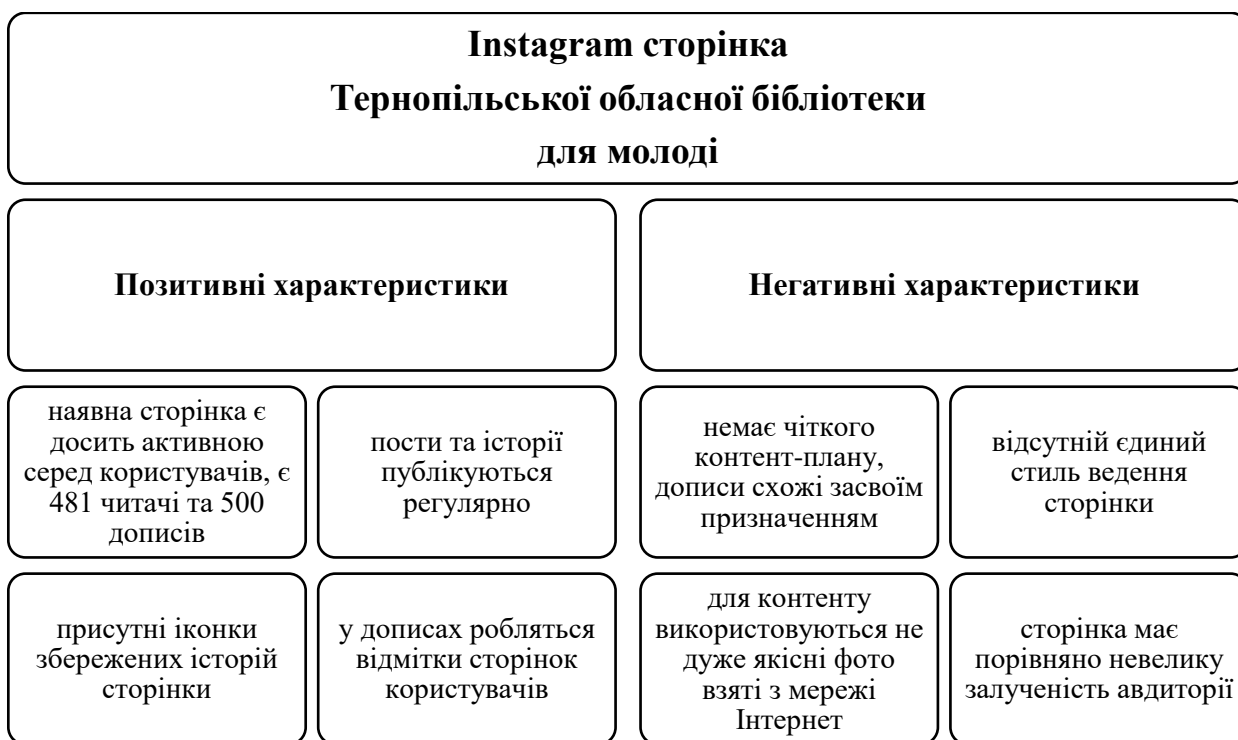 Instagram сторінка
Тернопільської обласної бібліотеки
для молоді
Позитивні характеристики
Негативні характеристики
наявна сторінка є
досить активною
серед користувачів, є
481 читачі та 500
дописів
пости та історії
публікуються
регулярно
немає чіткого
контент-плану,
дописи схожі засвоїм
призначенням
відсутній єдиний
стиль ведення
сторінки
присутні іконки
збережених історій
сторінки
у дописах робляться
відмітки сторінок
користувачів
для контенту
використовуються не
дуже якісні фото
взяті з мережі
Інтернет
сторінка має
порівняно невелику
залученість авдиторії